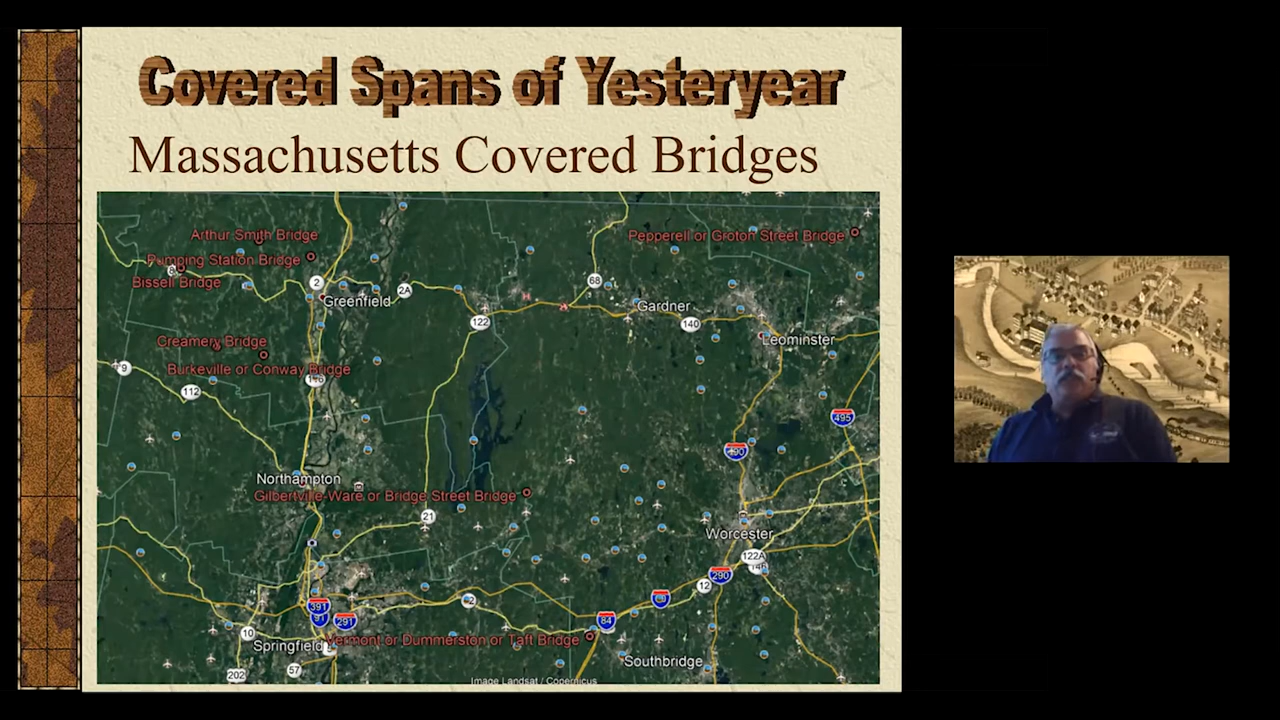 Covered Spans of Yesteryear
Massachusetts Covered Bridges
Arthur Smith Bridge
Pepperell or Groton Street Bridge
Pumping Station Bridge
Bissell Bridge
2
2A
68
Greenfield
Gardner
122
140
Creamery Bridge
Leominster
Burkeville or Conway Bridge
9
112
495
Northampton
Gilbertville-Ware or Bridge Street Bridge
21
Worcester
122A
290
12
391
91
291
84
10
Springfield
Vermont or Dummerston or Taft Bridge
Southbridge
202
57
Image Landsat / Copernicus